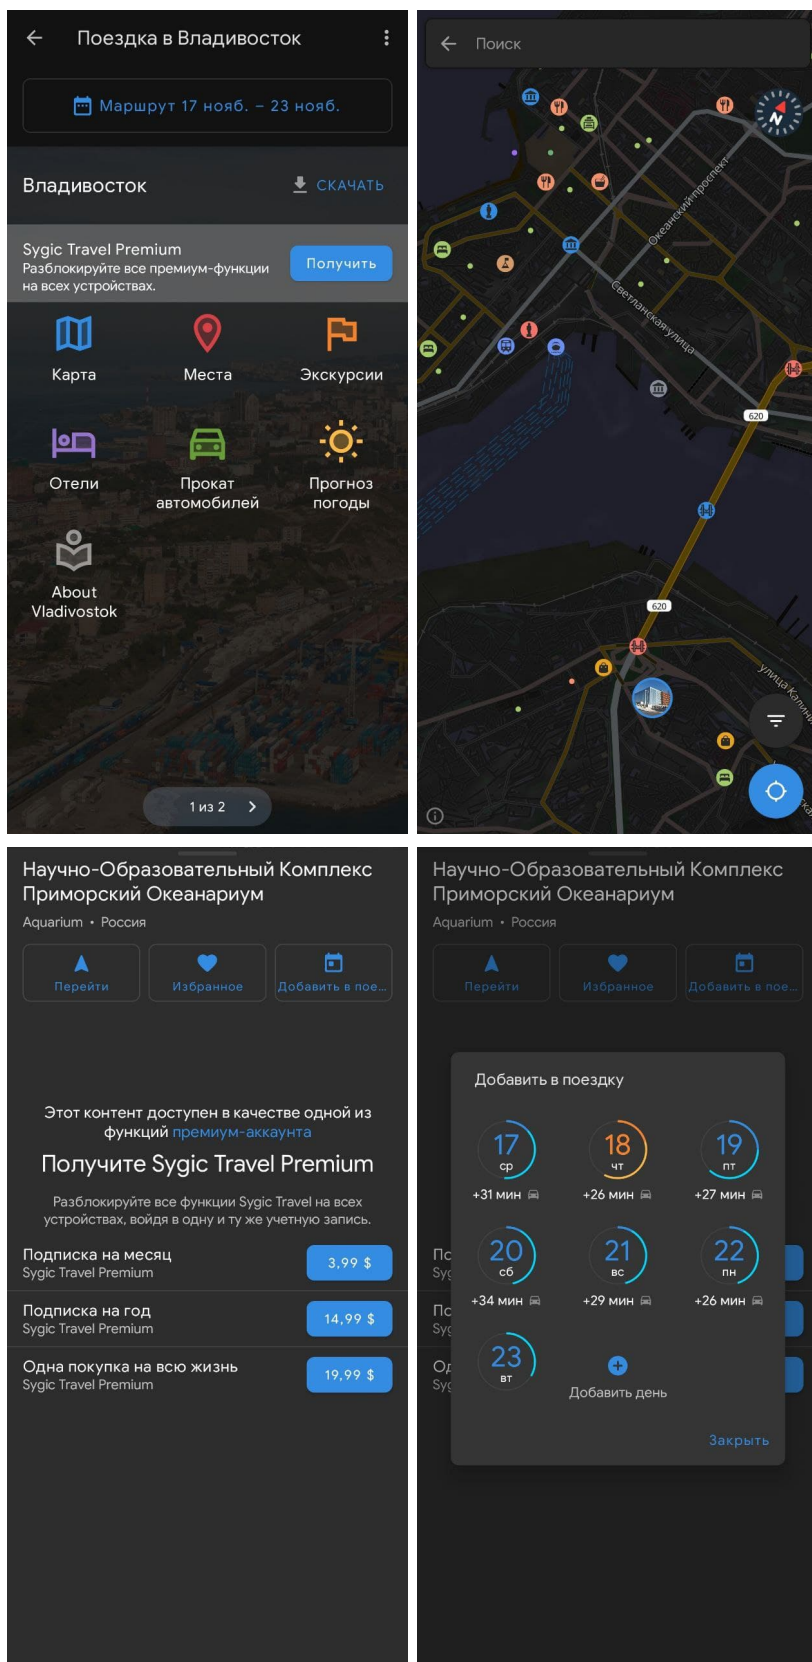 Поездка в Владивосток
Маршрут 17 нояб. – 23 нояб.
Владивосток
СКАЧАТЬ
Sygic Travel Premium
Разблокируйте все премиум-функции
на всех устройствах.
Получить
Карта
Места
Экскурсии
Отели
Прокат
автомобилей
Прогноз
погоды
About
Vladivostok
1 из 2
Поиск
N
Океанский проспект
Светланская улица
620
620
улица Калини
Научно-Образовательный Комплекс
Приморский Океанариум
Aquarium • Россия
Перейти
Избранное
Добавить в пое...
Этот контент доступен в качестве одной из
функций премиум-аккаунта
Получите Sygic Travel Premium
Разблокируйте все функции Sygic Travel на всех
устройствах, войдя в одну и ту же учетную запись.
Подписка на месяц
Sygic Travel Premium
3,99 $
Подписка на год
Sygic Travel Premium
14,99 $
Одна покупка на всю жизнь
Sygic Travel Premium
19,99 $
Научно-Образовательный Комплекс
Приморский Океанариум
Aquarium • Россия
Перейти
Избранное
Добавить в пое...
Добавить в поездку
17
ср
+31 мин
18
чт
+26 мин
19
пт
+27 мин
20
сб
+34 мин
21
вс
+29 мин
22
пн
+26 мин
23
вт
Добавить день
Закрыть